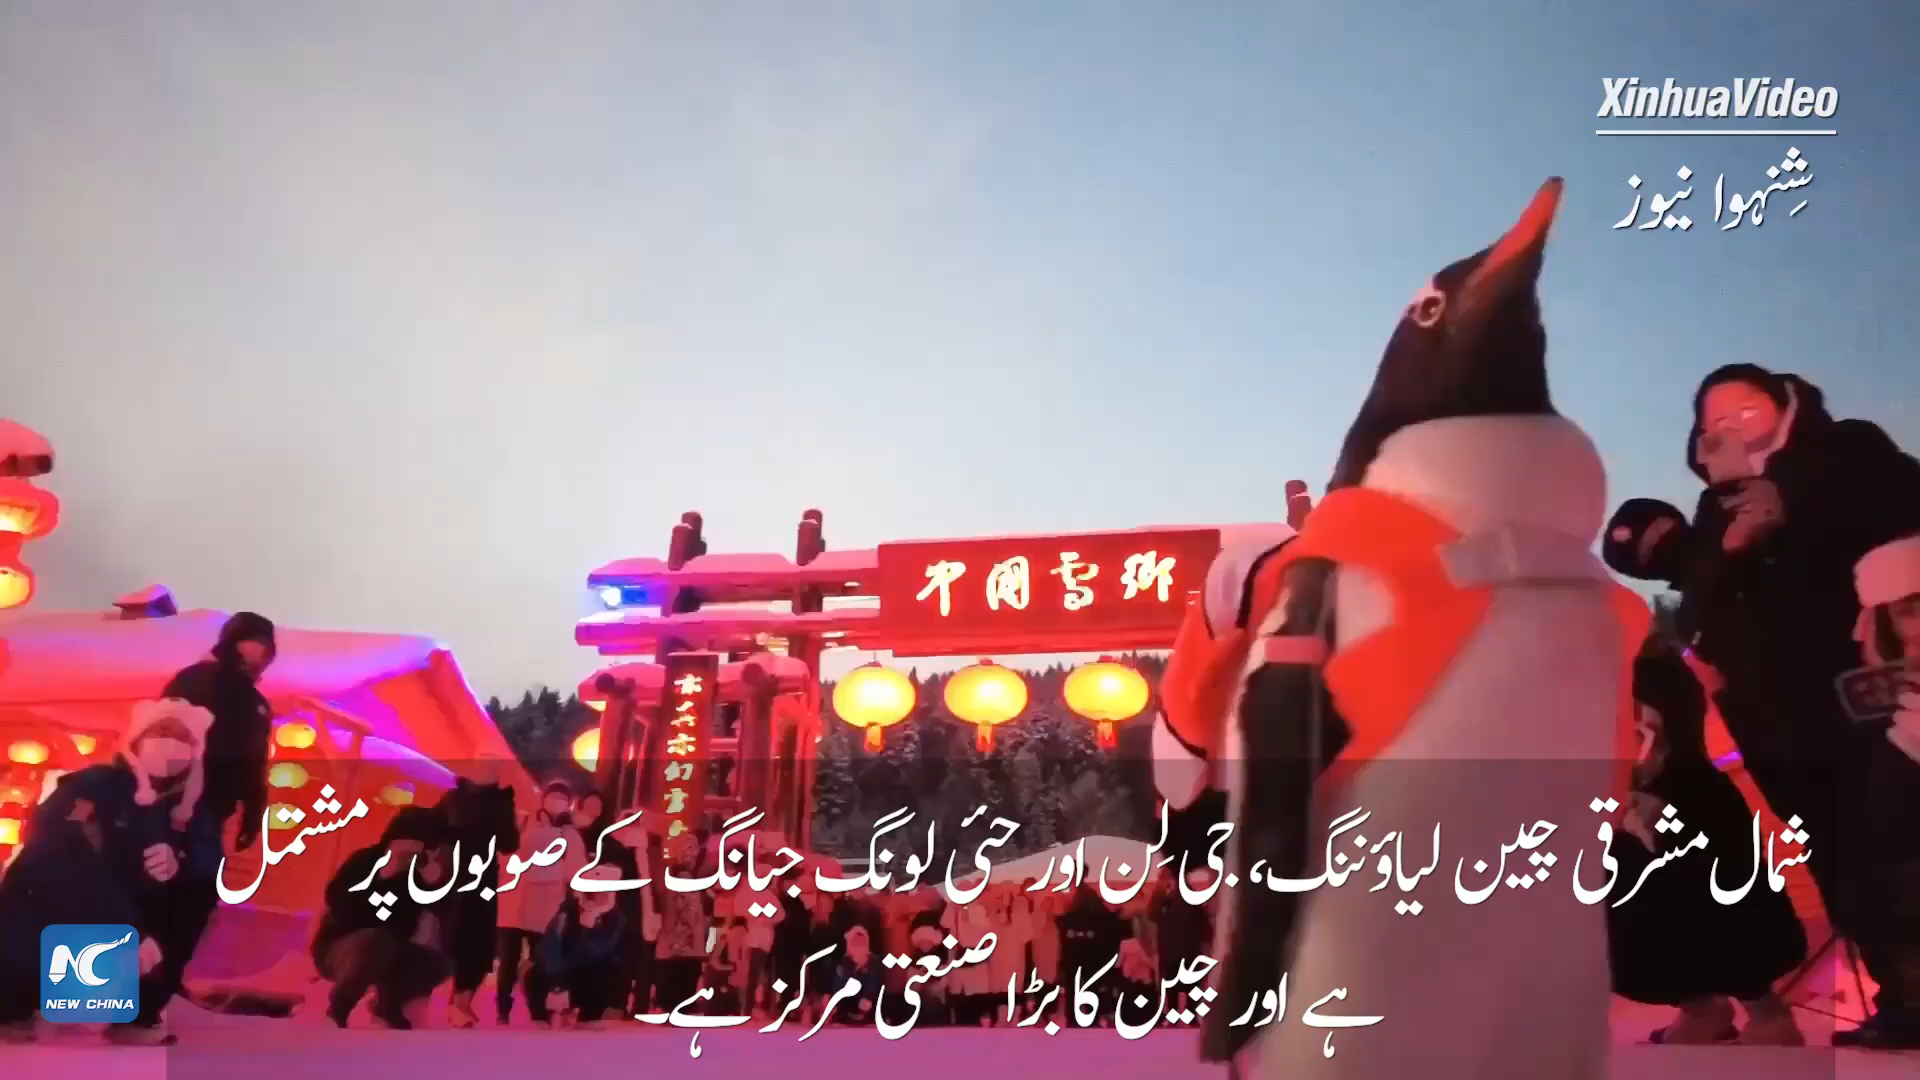 XinhuaVideo
شِنہوا نیوز
中国雪乡
شمال مشرقی چین لیاؤننگ، جی لِن اور حئی لونگ جیانگ کے صوبوں پر مشتمل
ہے اور چین کا بڑا صنعتی مرکز ہے۔
NEW CHINA